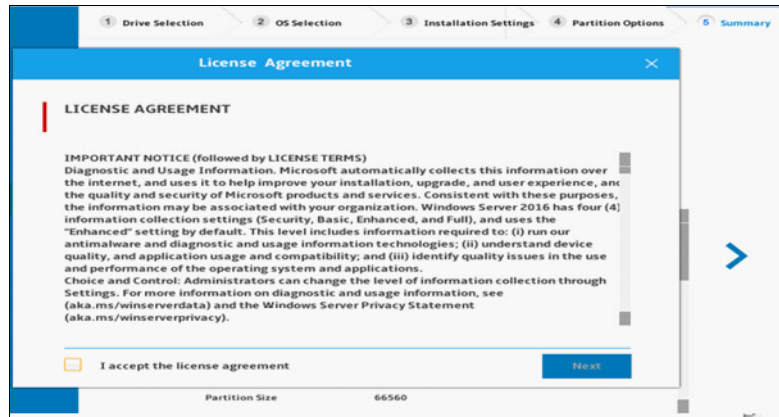 1 Drive Selection
2 OS Selection
3 Installation Settings
4 Partition Options
5 Summary
License Agreement
LICENSE AGREEMENT
IMPORTANT NOTICE (followed by LICENSE TERMS)
Diagnostic and Usage Information. Microsoft automatically collects this information over
the internet, and uses it to help improve your installation, upgrade, and user experience, and
the quality and security of Microsoft products and services. Consistent with these purposes,
the information may be associated with your organization. Windows Server 2016 has four (4)
information collection settings (Security, Basic, Enhanced, and Full), and uses the
"Enhanced" setting by default. This level includes information required to: (i) run our
antimalware and diagnostic and usage information technologies; (ii) understand device
quality, and application usage and compatibility; and (iii) identify quality issues in the use
and performance of the operating system and applications.
Choice and Control: Administrators can change the level of information collection through
Settings. For more information on diagnostic and usage information, see
(aka.ms/winserverdata) and the Windows Server Privacy Statement
(aka.ms/winserverprivacy).
I accept the license agreement
Next
Partition Size 66560